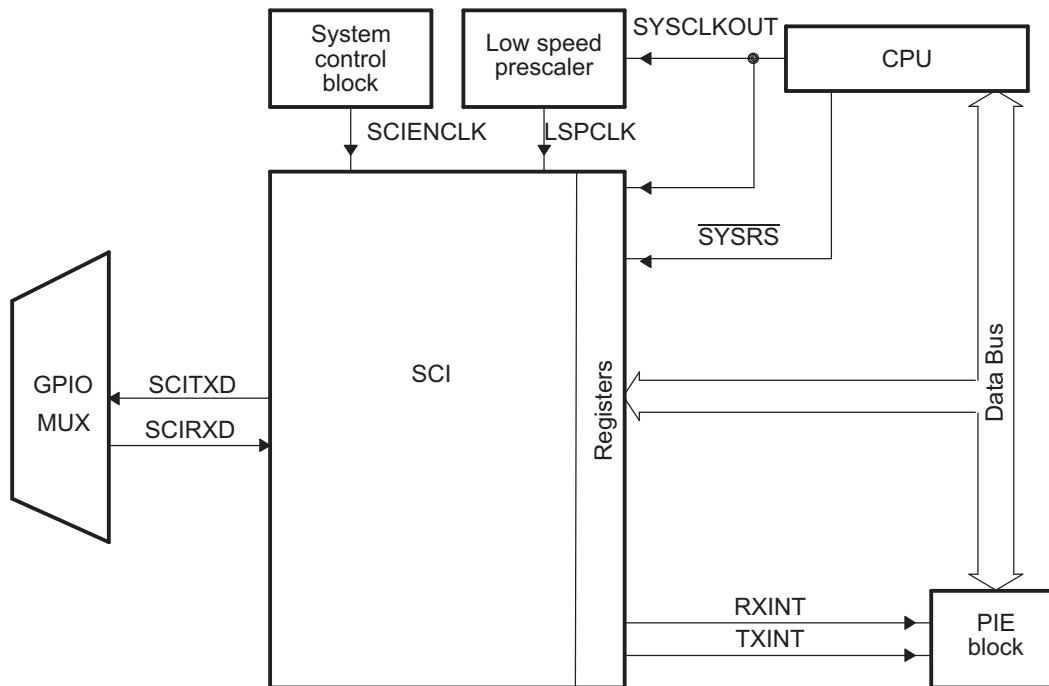 System
control
block
Low speed
prescaler
SYSCLKOUT
CPU
SCIENCLK
LSPCLK
SYSRS
SCI
Registers
Data Bus
GPIO
MUX
SCITXD
SCIRXD
RXINT
TXINT
PIE
block